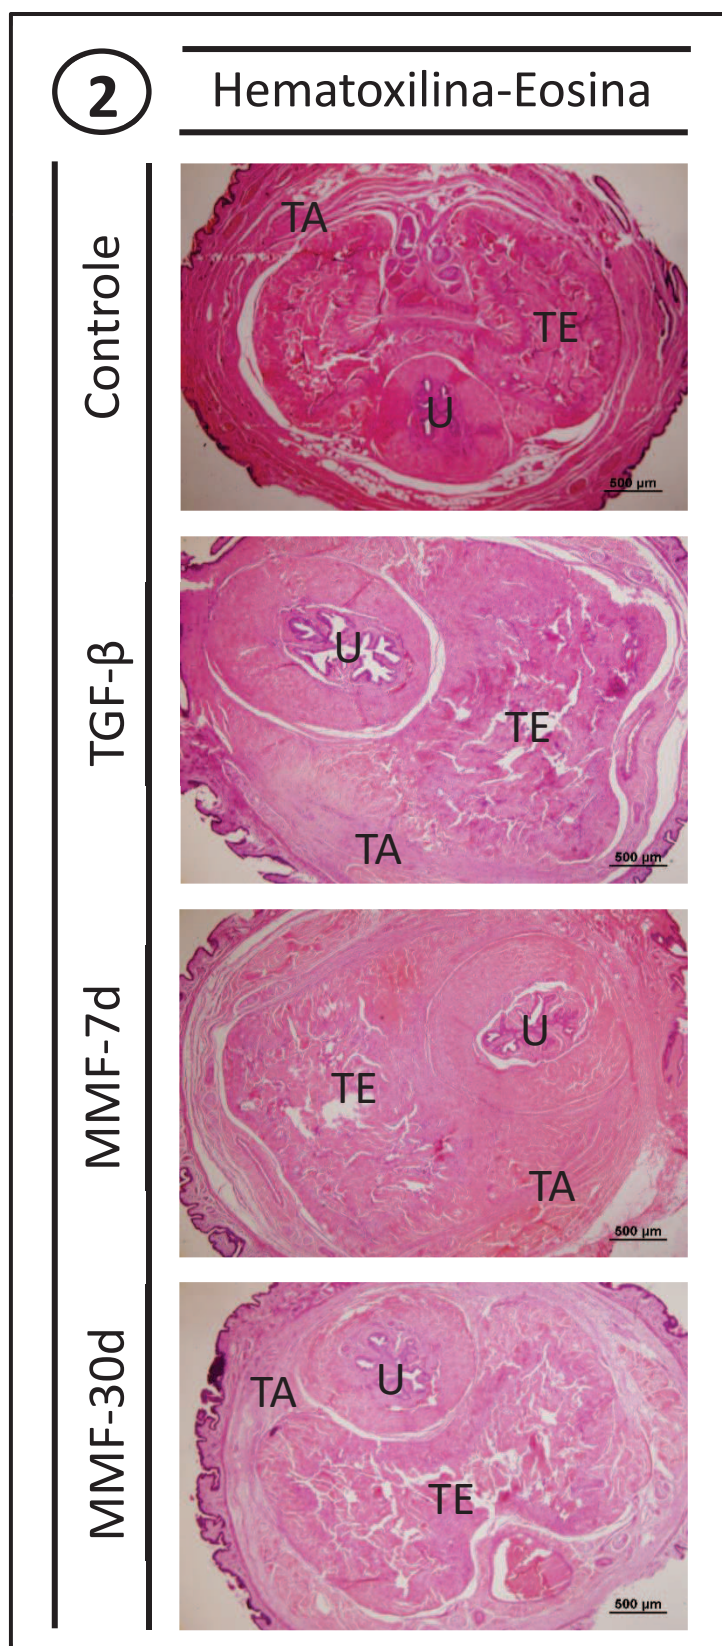 2
Hematoxilina-Eosina
Controle
TA
TE
U
500 µm
TGF-β
U
TE
TA
500 µm
MMF-7d
U
TE
TA
500 µm
MMF-30d
U
TA
TE
500 µm